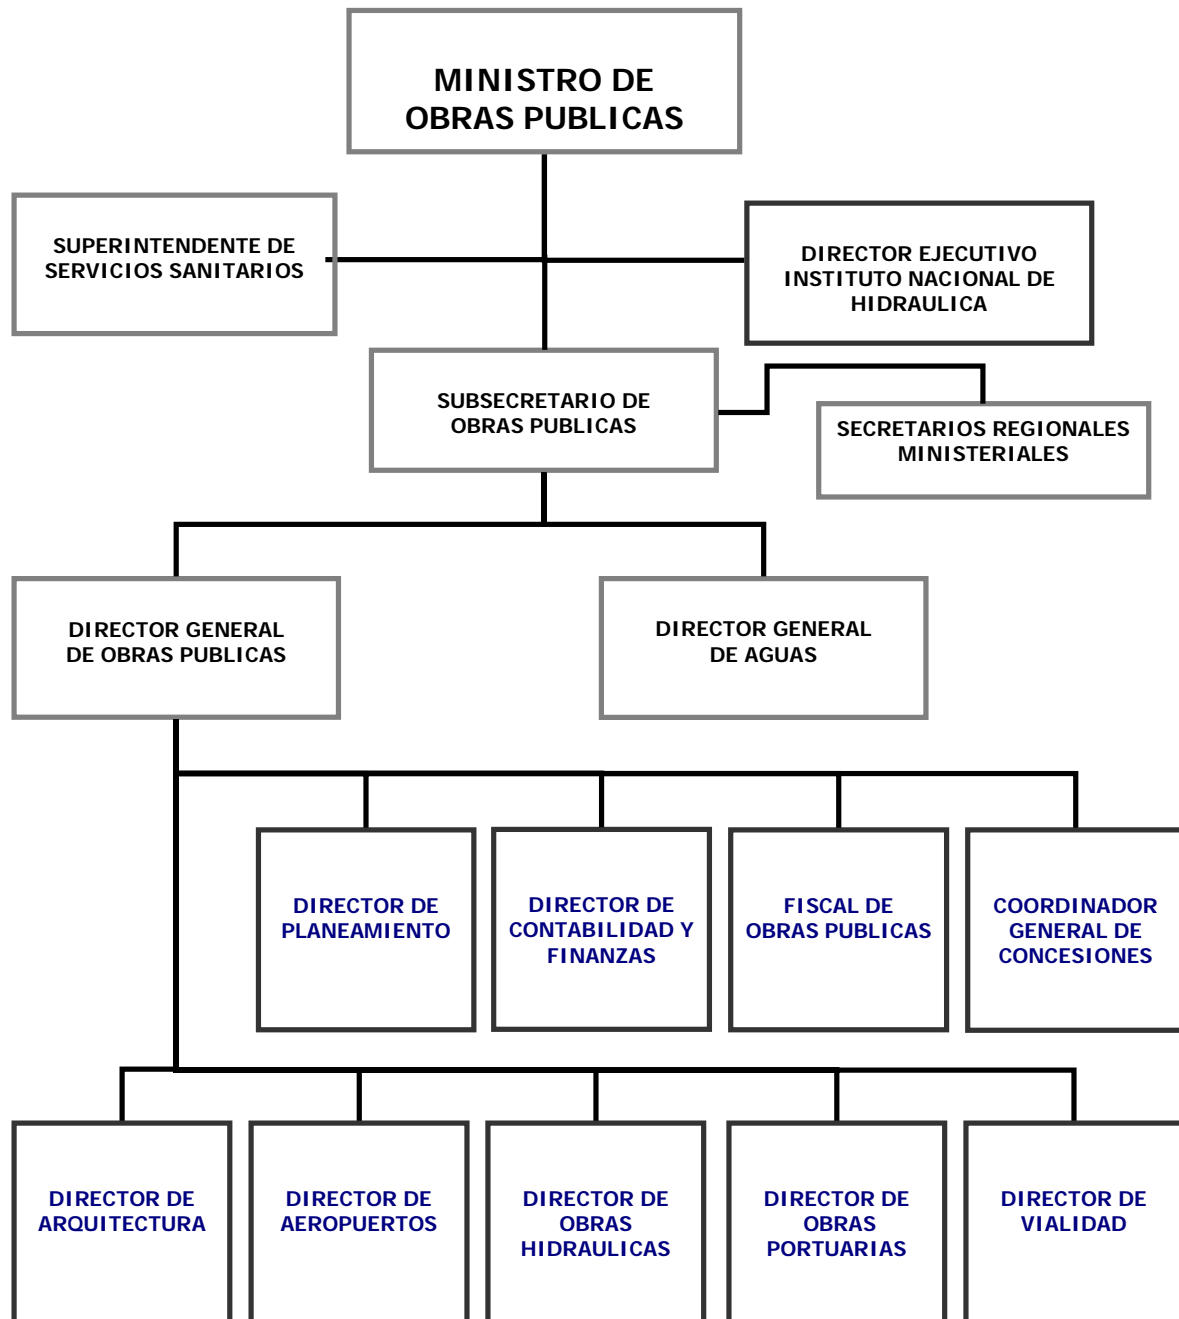 MINISTRO DE
OBRAS PUBLICAS
SUPERINTENDENTE DE
SERVICIOS SANITARIOS
DIRECTOR EJECUTIVO
INSTITUTO NACIONAL DE
HIDRAULICA
SUBSECRETARIO DE
OBRAS PUBLICAS
SECRETARIOS REGIONALES
MINISTERIALES
DIRECTOR GENERAL
DE OBRAS PUBLICAS
DIRECTOR GENERAL
DE AGUAS
DIRECTOR DE
PLANEAMIENTO
DIRECTOR DE
CONTABILIDAD Y
FINANZAS
FISCAL DE
OBRAS PUBLICAS
COORDINADOR
GENERAL DE
CONCESIONES
DIRECTOR DE
ARQUITECTURA
DIRECTOR DE
AEROPUERTOS
DIRECTOR DE
OBRAS
HIDRAULICAS
DIRECTOR DE
OBRAS
PORTUARIAS
DIRECTOR DE
VIALIDAD